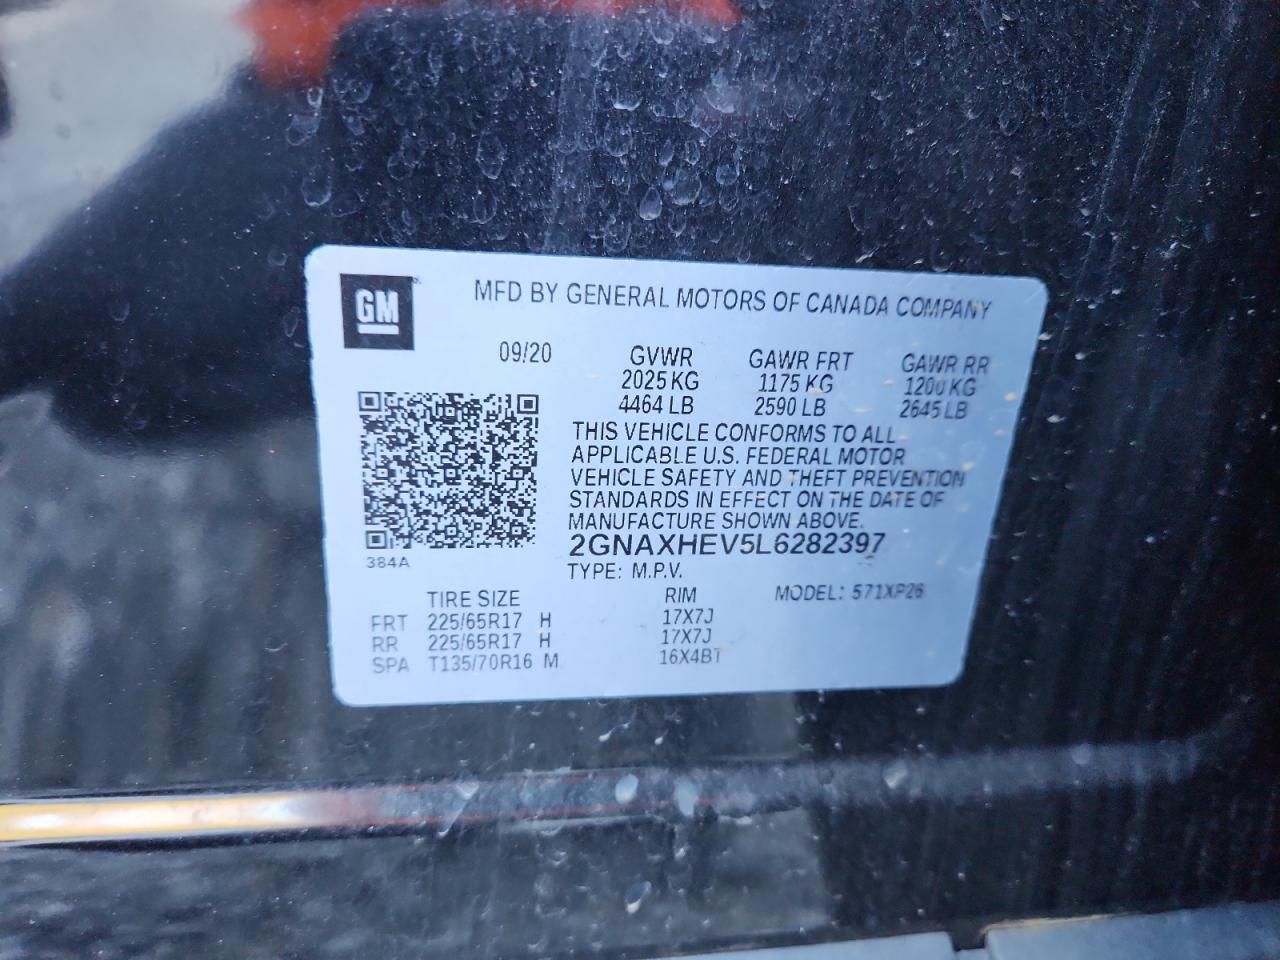 GM
MFD BY GENERAL MOTORS OF CANADA COMPANY
09/20 GVWR GAWR FRT GAWR RR
2025 KG 1175 KG 1200 KG
4464 LB 2590 LB 2645 LB
THIS VEHICLE CONFORMS TO ALL
APPLICABLE U.S. FEDERAL MOTOR
VEHICLE SAFETY AND THEFT PREVENTION
STANDARDS IN EFFECT ON THE DATE OF
MANUFACTURE SHOWN ABOVE.
2GNAXHEV5L6282397
384A
TYPE: M.P.V.
TIRE SIZE RIM MODEL: 571XP26
FRT 225/65R17 H 17X7J
RR 225/65R17 H 17X7J
SPA T135/70R16 M 16X4BT